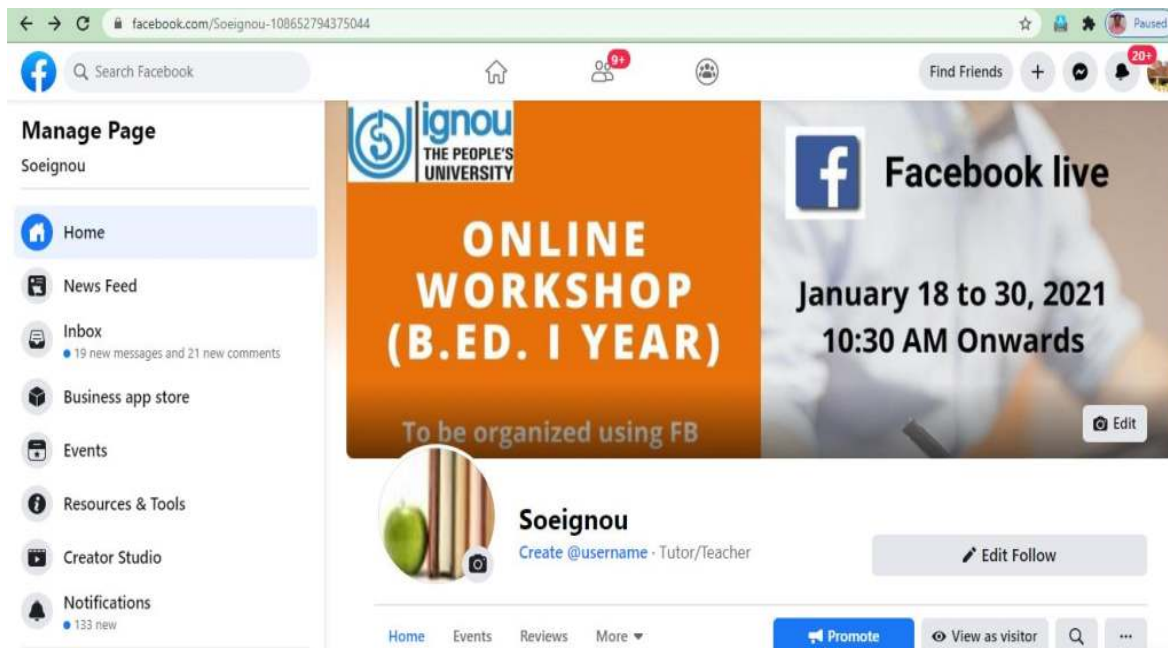 facebook.com/Soeignou-108652794375044
Paused
Search Facebook
9+
Find Friends
20+
Manage Page
Soeignou
Home
News Feed
Inbox
19 new messages and 21 new comments
Business app store
Events
Resources & Tools
Creator Studio
Notifications
133 new
ignou
THE PEOPLE'S
UNIVERSITY
ONLINE
WORKSHOP
(B.ED. I YEAR)
To be organized using FB
f Facebook live
January 18 to 30, 2021
10:30 AM Onwards
Edit
Soeignou
Create @username · Tutor/Teacher
Edit Follow
Home Events Reviews More
Promote View as visitor